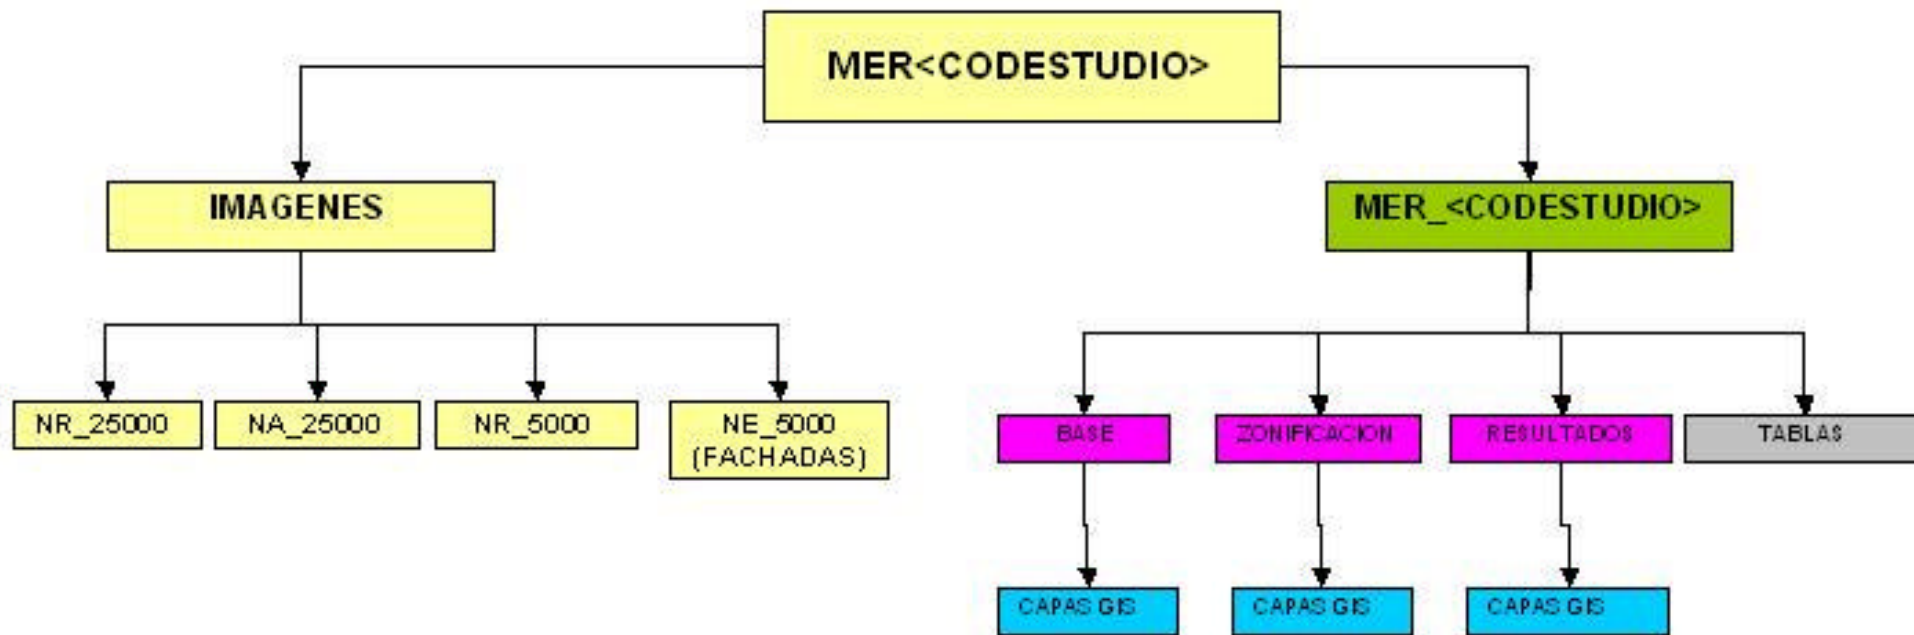 MER<CODESTUDIO>
IMAGENES
MER_<CODESTUDIO>
NR_25000
NA_25000
NR_5000
NE_5000
(FACHADAS)
BASE
ZONIFICACION
RESULTADOS
TABLAS
CAPAS GIS
CAPAS GIS
CAPAS GIS